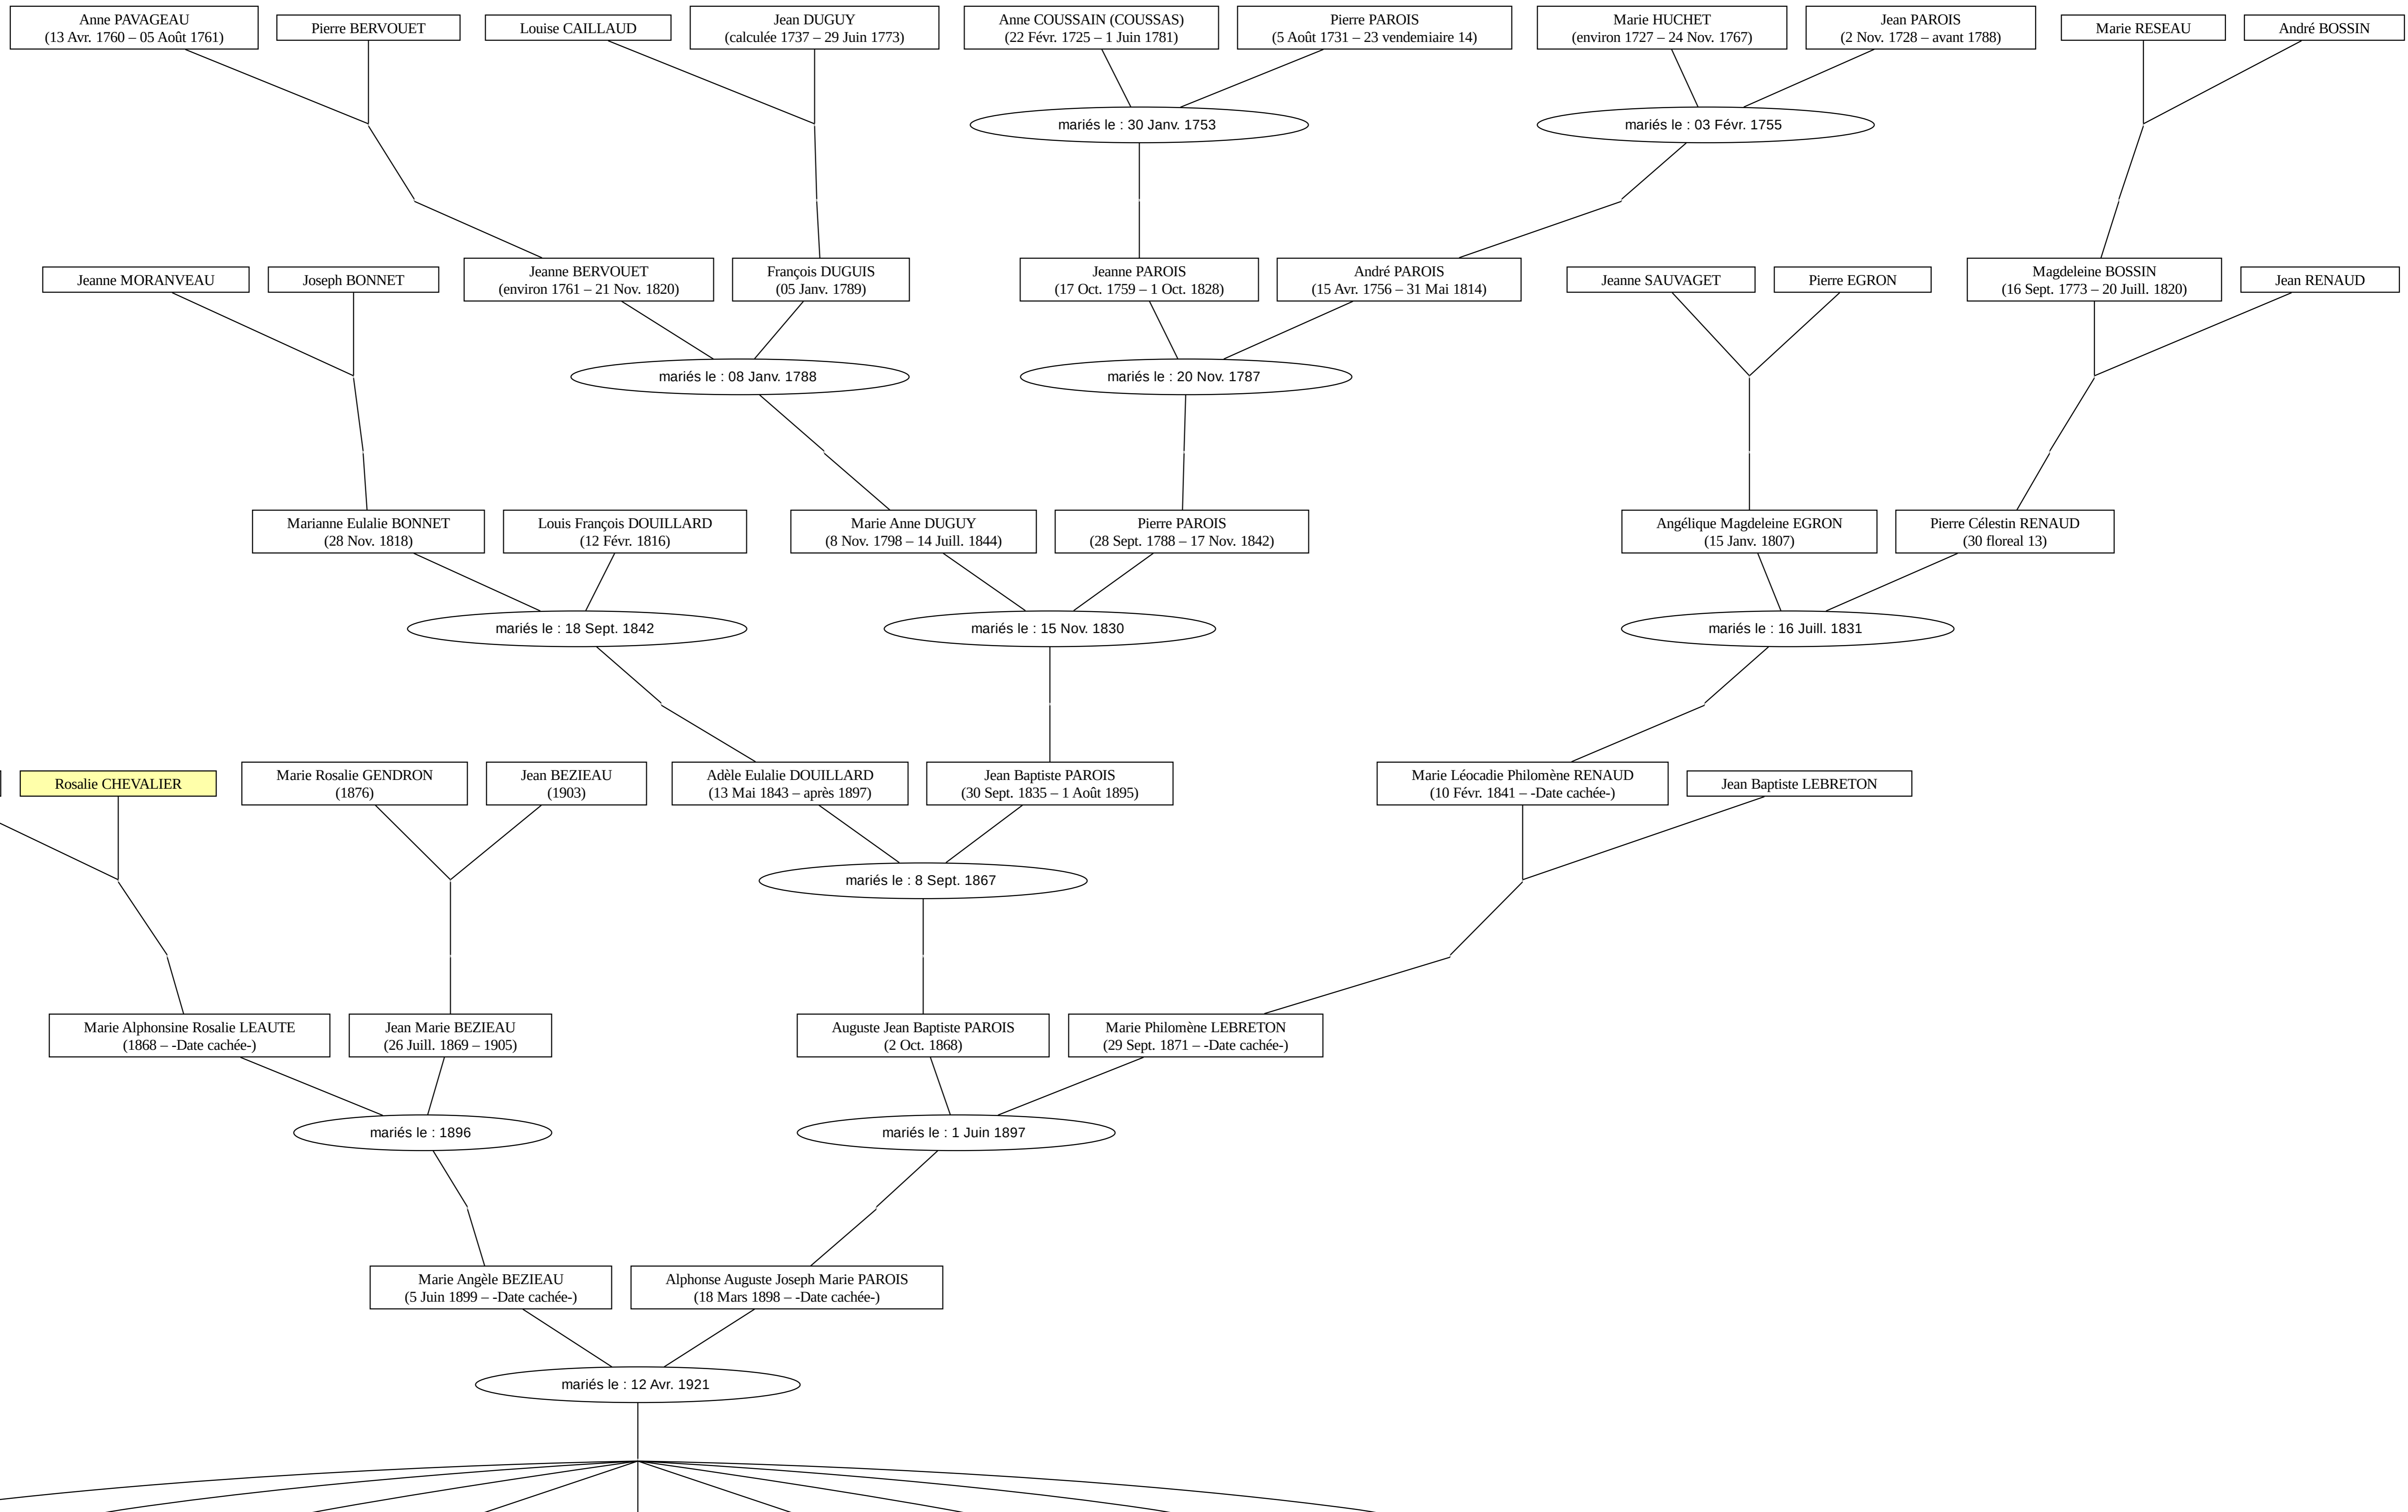 Anne PAVAGEAU
(13 Avr. 1760 – 05 Août 1761)
Pierre BERVOUET
Louise CAILLAUD
Jean DUGUY
(calculée 1737 – 29 Juin 1773)
Anne COUSSAIN (COUSSAS)
(22 Févr. 1725 – 1 Juin 1781)
Pierre PAROIS
(5 Août 1731 – 23 vendemiaire 14)
Marie HUCHET
(environ 1727 – 24 Nov. 1767)
Jean PAROIS
(2 Nov. 1728 – avant 1788)
Marie RESEAU
André BOSSIN
mariés le : 30 Janv. 1753
mariés le : 03 Févr. 1755
Jeanne MORANVEAU
Joseph BONNET
Jeanne BERVOUET
(environ 1761 – 21 Nov. 1820)
François DUGUIS
(05 Janv. 1789)
Jeanne PAROIS
(17 Oct. 1759 – 1 Oct. 1828)
André PAROIS
(15 Avr. 1756 – 31 Mai 1814)
Jeanne SAUVAGET
Pierre EGRON
Magdeleine BOSSIN
(16 Sept. 1773 – 20 Juill. 1820)
Jean RENAUD
mariés le : 08 Janv. 1788
mariés le : 20 Nov. 1787
Marianne Eulalie BONNET
(28 Nov. 1818)
Louis François DOUILLARD
(12 Févr. 1816)
Marie Anne DUGUY
(8 Nov. 1798 – 14 Juill. 1844)
Pierre PAROIS
(28 Sept. 1788 – 17 Nov. 1842)
Angélique Magdeleine EGRON
(15 Janv. 1807)
Pierre Célestin RENAUD
(30 floreal 13)
mariés le : 18 Sept. 1842
mariés le : 15 Nov. 1830
mariés le : 16 Juill. 1831
Rosalie CHEVALIER
Marie Rosalie GENDRON
(1876)
Jean BEZIEAU
(1903)
Adèle Eulalie DOUILLARD
(13 Mai 1843 – après 1897)
Jean Baptiste PAROIS
(30 Sept. 1835 – 1 Août 1895)
Marie Léocadie Philomène RENAUD
(10 Févr. 1841 – -Date cachée-)
Jean Baptiste LEBRETON
mariés le : 8 Sept. 1867
Marie Alphonsine Rosalie LEAUTE
(1868 – -Date cachée-)
Jean Marie BEZIEAU
(26 Juill. 1869 – 1905)
Auguste Jean Baptiste PAROIS
(2 Oct. 1868)
Marie Philomène LEBRETON
(29 Sept. 1871 – -Date cachée-)
mariés le : 1896
mariés le : 1 Juin 1897
Marie Angèle BEZIEAU
(5 Juin 1899 – -Date cachée-)
Alphonse Auguste Joseph Marie PAROIS
(18 Mars 1898 – -Date cachée-)
mariés le : 12 Avr. 1921